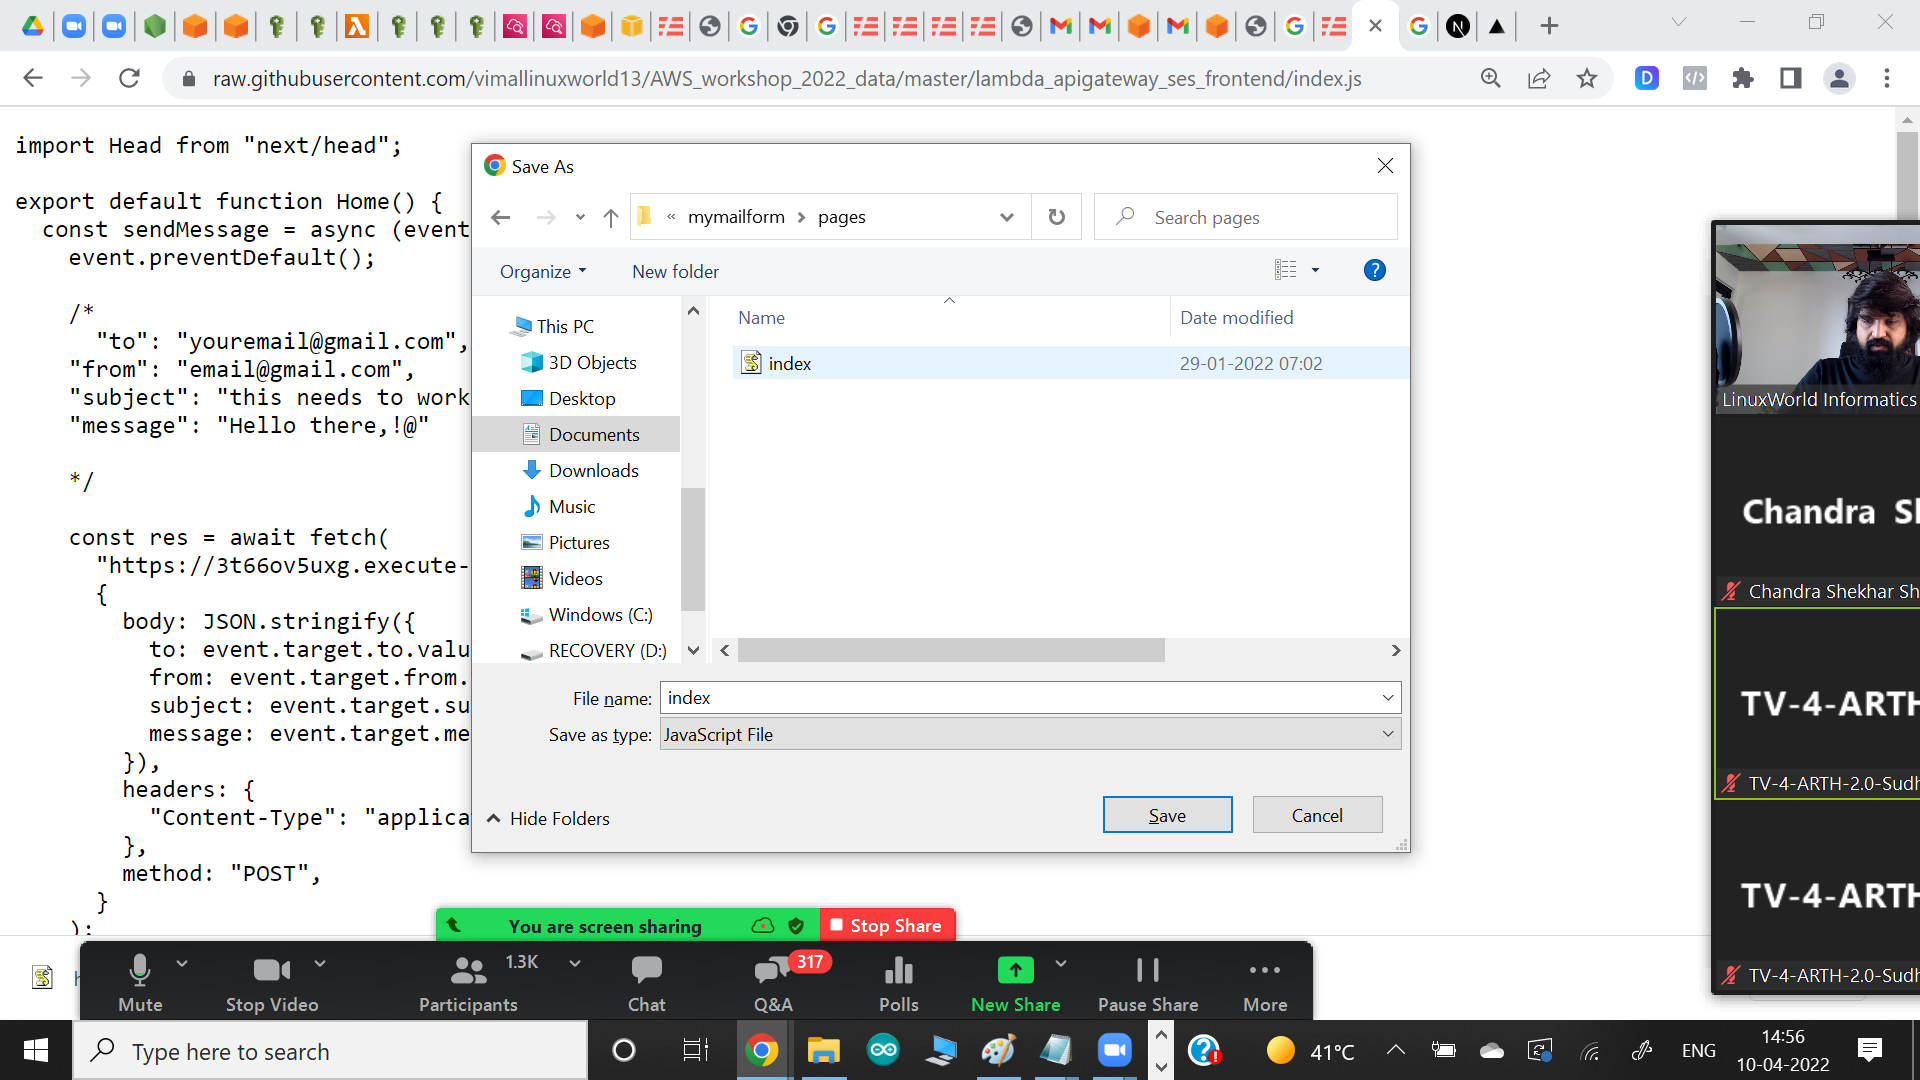 raw.githubusercontent.com/vimallinuxworld13/AWS_workshop_2022_data/master/lambda_apigateway_ses_frontend/index.js
import Head from "next/head";
export default function Home() {
const sendMessage = async (event
event.preventDefault();
/*
"to": "youremail@gmail.com",
"from": "email@gmail.com",
"subject": "this needs to work
"message": "Hello there,!@"
*/
const res = await fetch(
"https://3t66ov5uxg.execute-
{
body: JSON.stringify({
to: event.target.to.valu
from: event.target.from.
subject: event.target.su
message: event.target.me
}),
headers: {
"Content-Type": "applica
},
method: "POST",
}
);
Save As
« mymailform > pages
Search pages
Organize
New folder
?
This PC
3D Objects
Desktop
Documents
Downloads
Music
Pictures
Videos
Windows (C:)
RECOVERY (D:)
Name
Date modified
index
29-01-2022 07:02
File name: index
Save as type: JavaScript File
Hide Folders
Save
Cancel
LinuxWorld Informatics
Chandra S
Chandra Shekhar Sh
TV-4-ARTH
TV-4-ARTH-2.0-Sudh
TV-4-ARTH
TV-4-ARTH-2.0-Sudh
You are screen sharing
Stop Share
Mute
Stop Video
1.3K
Participants
Chat
317
Q&A
Polls
New Share
Pause Share
More
Type here to search
41°C
ENG
14:56
10-04-2022